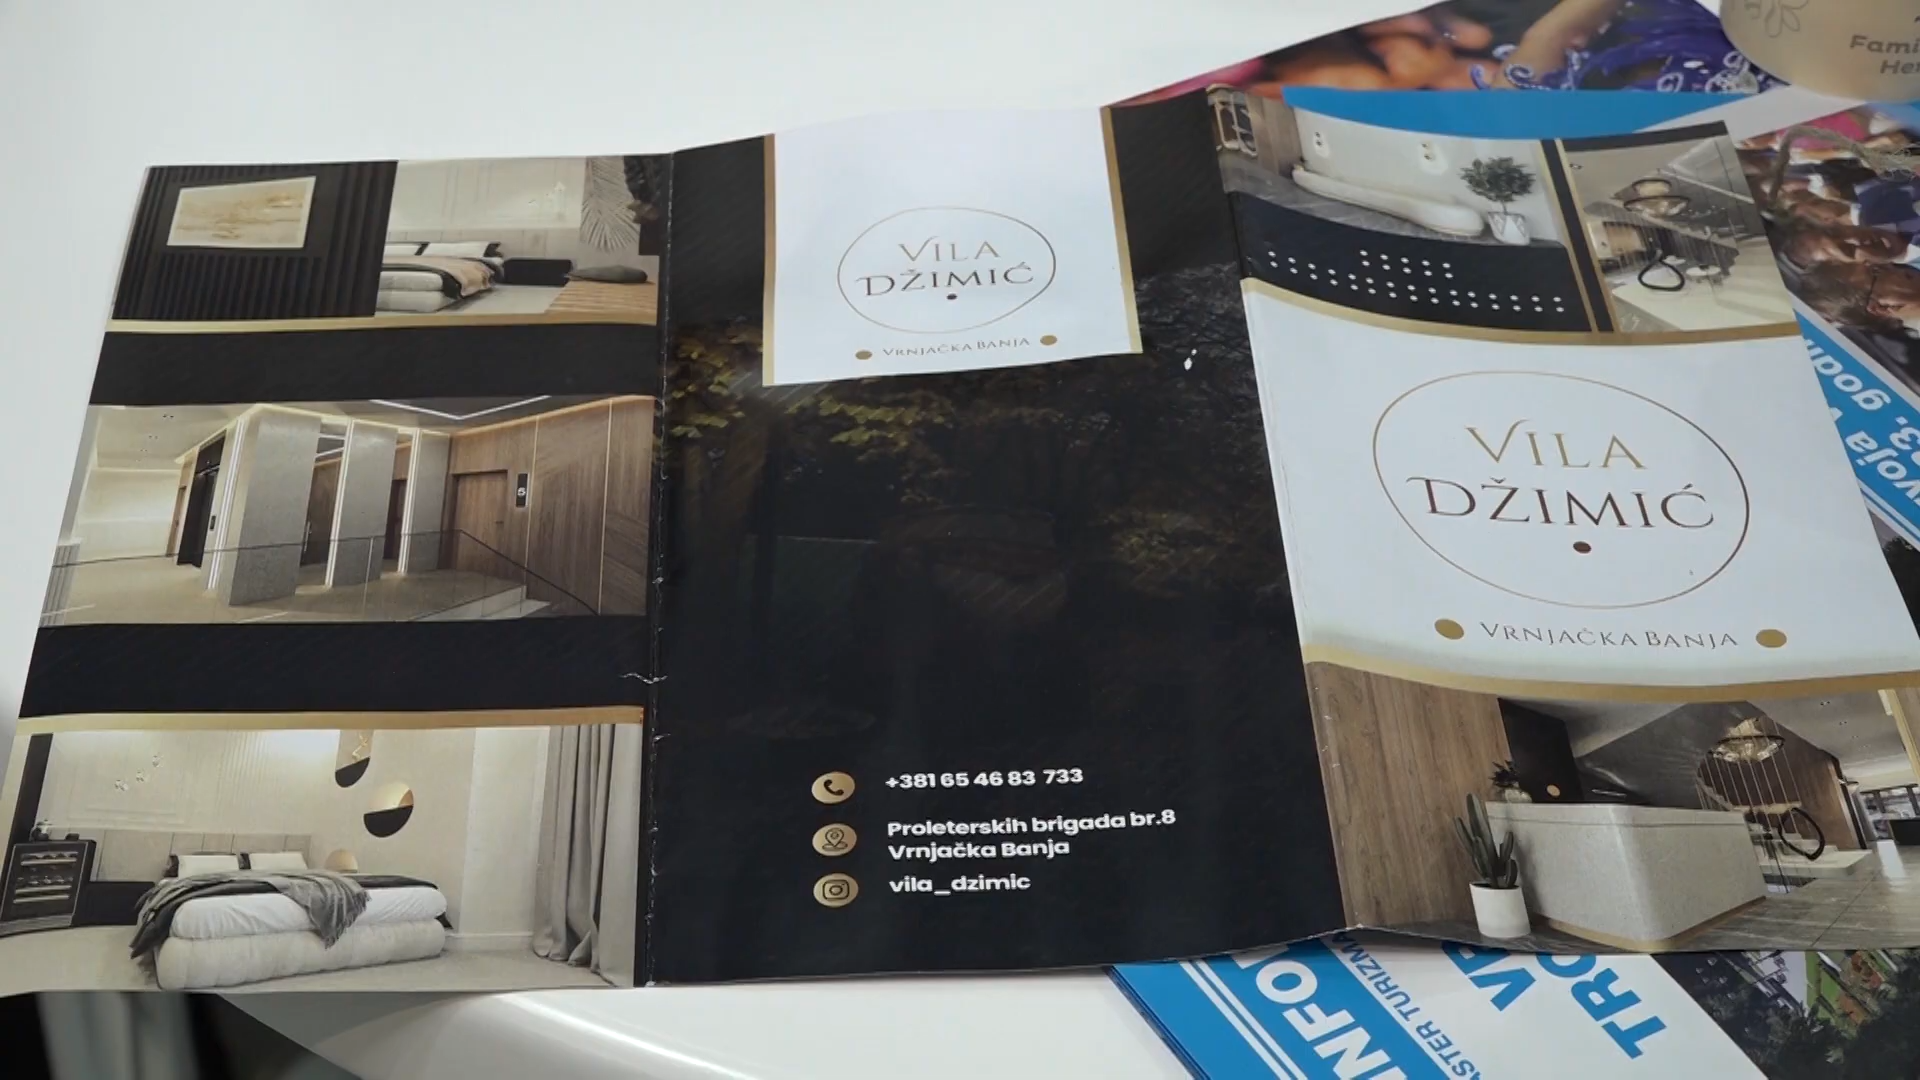 VILA
DŽIMIĆ
VRNJAČKA BANJA
+381 65 46 83 733
Proleterskih brigada br.8
Vrnjačka Banja
vila_dzimic
VILA
DŽIMIĆ
VRNJAČKA BANJA
5